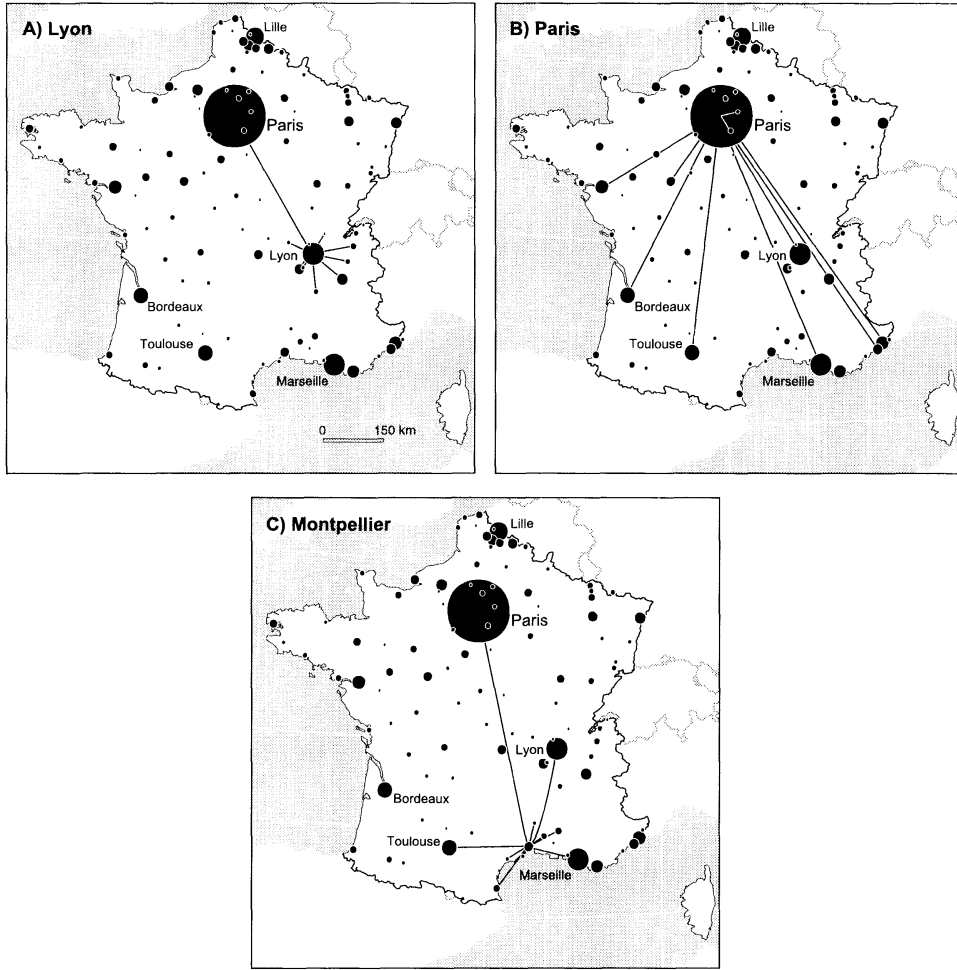 A) Lyon
Lille
Paris
Lyon
Bordeaux
Toulouse
Marseille
0 150 km
B) Paris
Lille
Paris
Lyon
Bordeaux
Toulouse
Marseille
C) Montpellier
Lille
Paris
Lyon
Bordeaux
Toulouse
Marseille